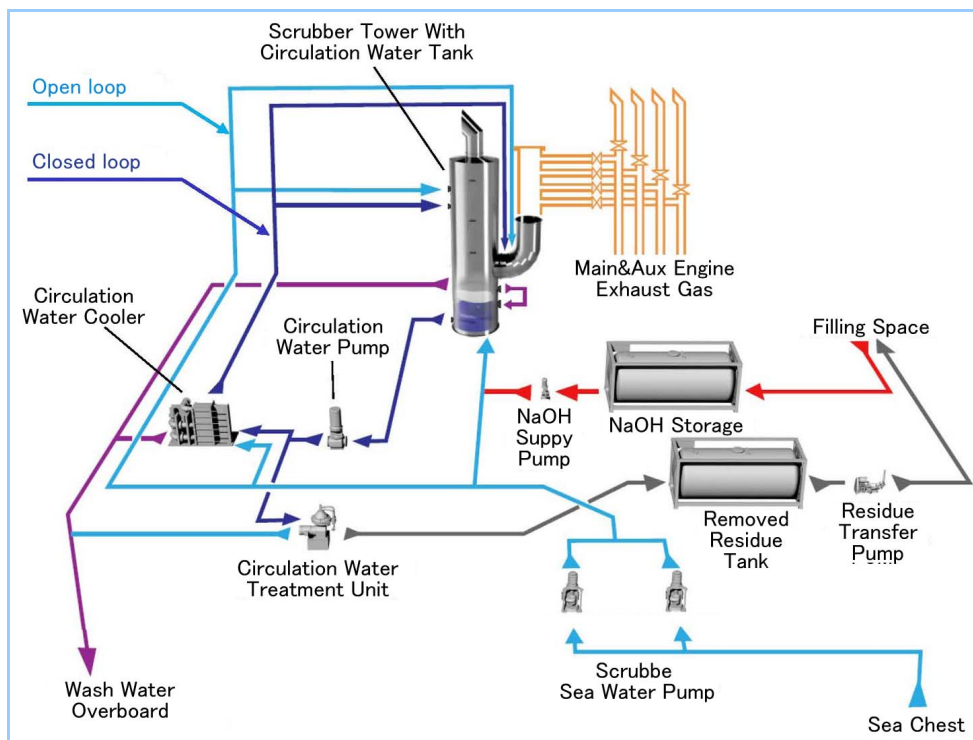 Scrubber Tower With
Circulation Water Tank
Open loop
Closed loop
Main&Aux Engine
Exhaust Gas
Circulation
Water Cooler
Circulation
Water Pump
Filling Space
NaOH
Suppy
Pump
NaOH Storage
Removed
Residue
Tank
Residue
Transfer
Pump
Circulation Water
Treatment Unit
Scrubbe
Sea Water Pump
Wash Water
Overboard
Sea Chest